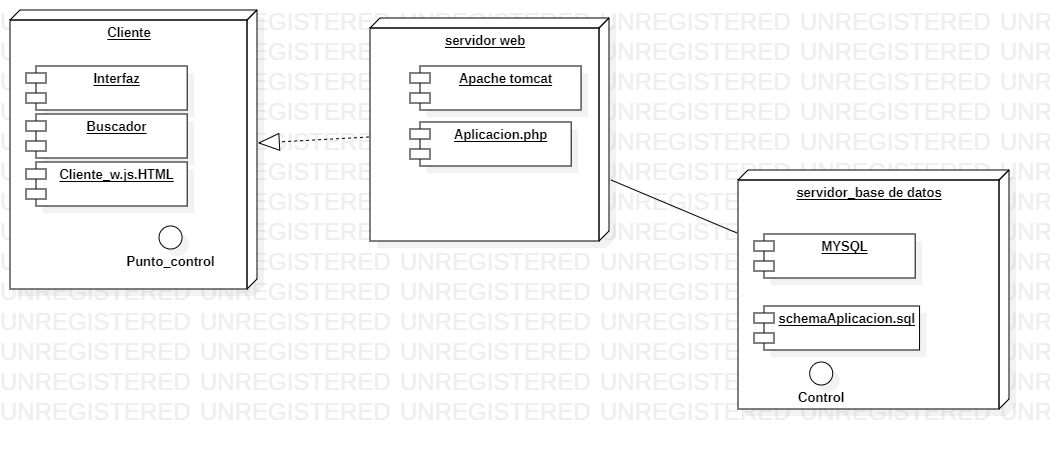 Cliente
Interfaz
Buscador
Cliente_w.js.HTML
Punto_control
servidor web
Apache tomcat
Aplicacion.php
servidor_base de datos
MYSQL
schemaAplicacion.sql
Control
UNREGISTERED UNREGISTERED UNREGISTERED UNREGISTERED UNREGISTERED